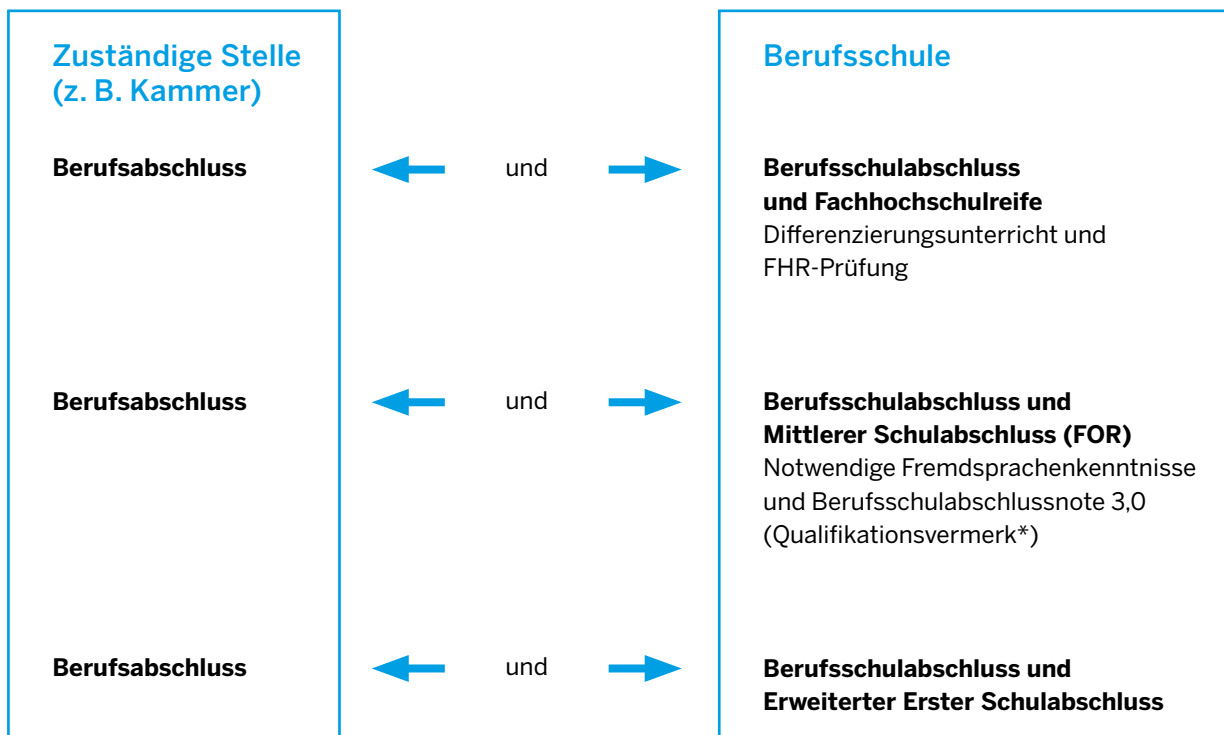 Zuständige Stelle
(z. B. Kammer)
Berufsschule
Berufsabschluss
und
Berufsschulabschluss
und Fachhochschulreife
Differenzierungsunterricht und
FHR-Prüfung
Berufsabschluss
und
Berufsschulabschluss und
Mittlerer Schulabschluss (FOR)
Notwendige Fremdsprachenkenntnisse
und Berufsschulabschlussnote 3,0
(Qualifikationsvermerk*)
Berufsabschluss
und
Berufsschulabschluss und
Erweiterter Erster Schulabschluss